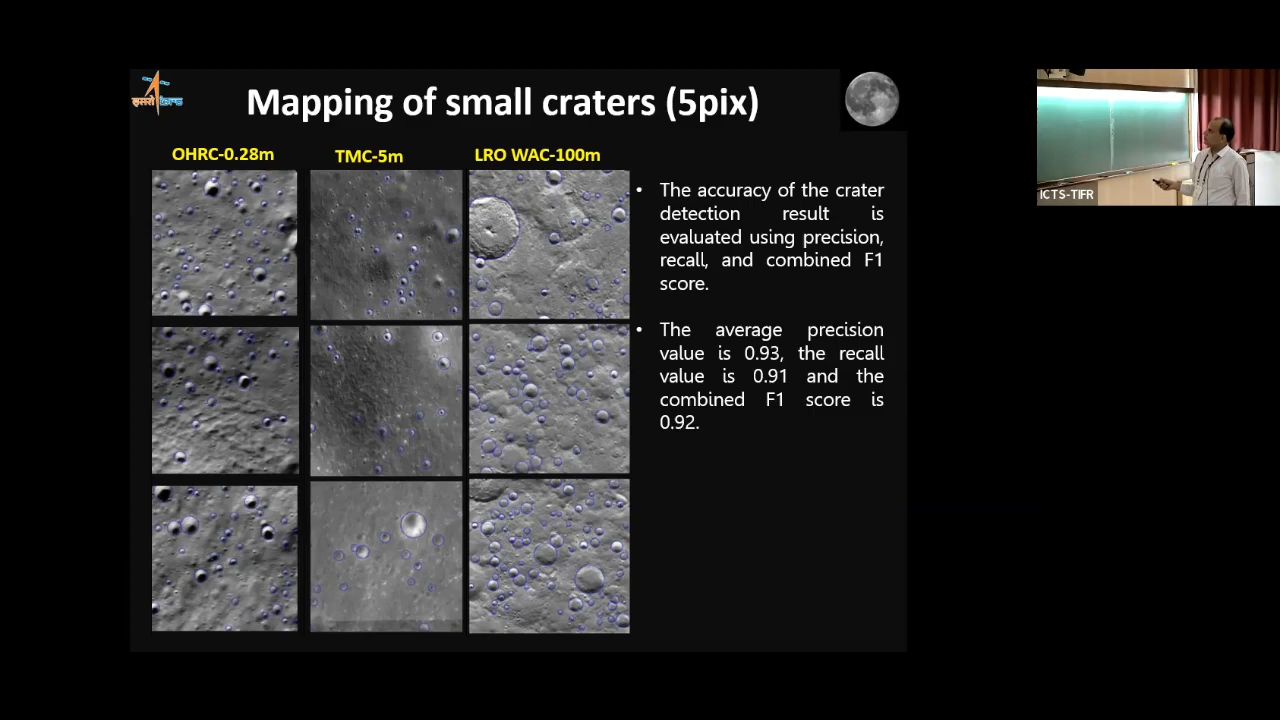 इसरो isro
Mapping of small craters (5pix)
OHRC-0.28m
TMC-5m
LRO WAC-100m
• The accuracy of the crater
detection result is
evaluated using precision,
recall, and combined F1
score.
• The average precision
value is 0.93, the recall
value is 0.91 and the
combined F1 score is
0.92.
ICTS-TIFR